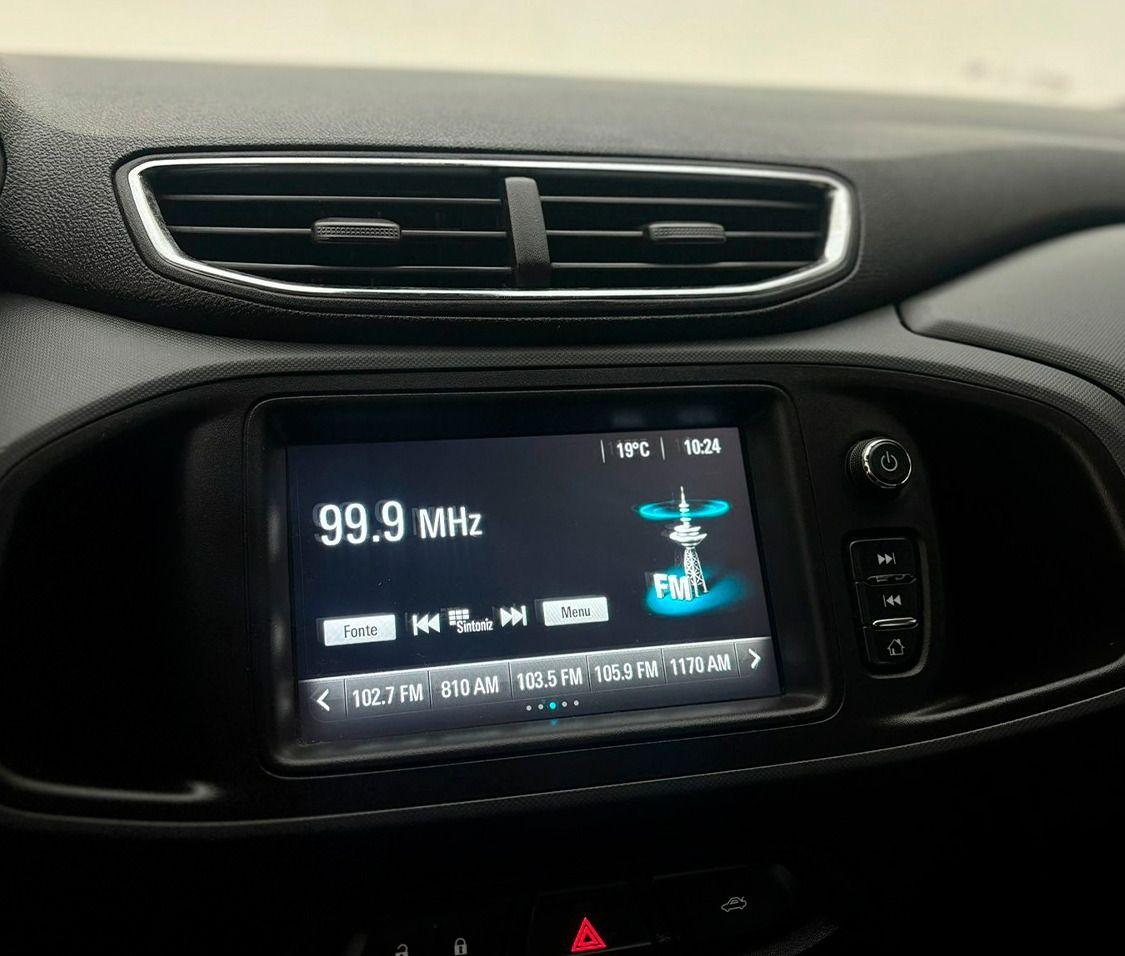 19°C 10:24
99.9 MHz
FM
Fonte Sintoniz Menu
102.7 FM 810 AM 103.5 FM 105.9 FM 1170 AM